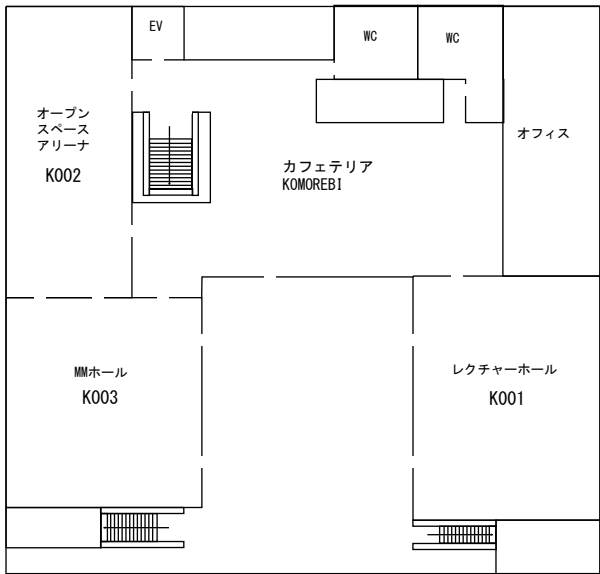 EV
WC
WC
オープン
スペース
アリーナ
K002
オフィス
カフェテリア
KOMOREBI
MMホール
K003
レクチャーホール
K001